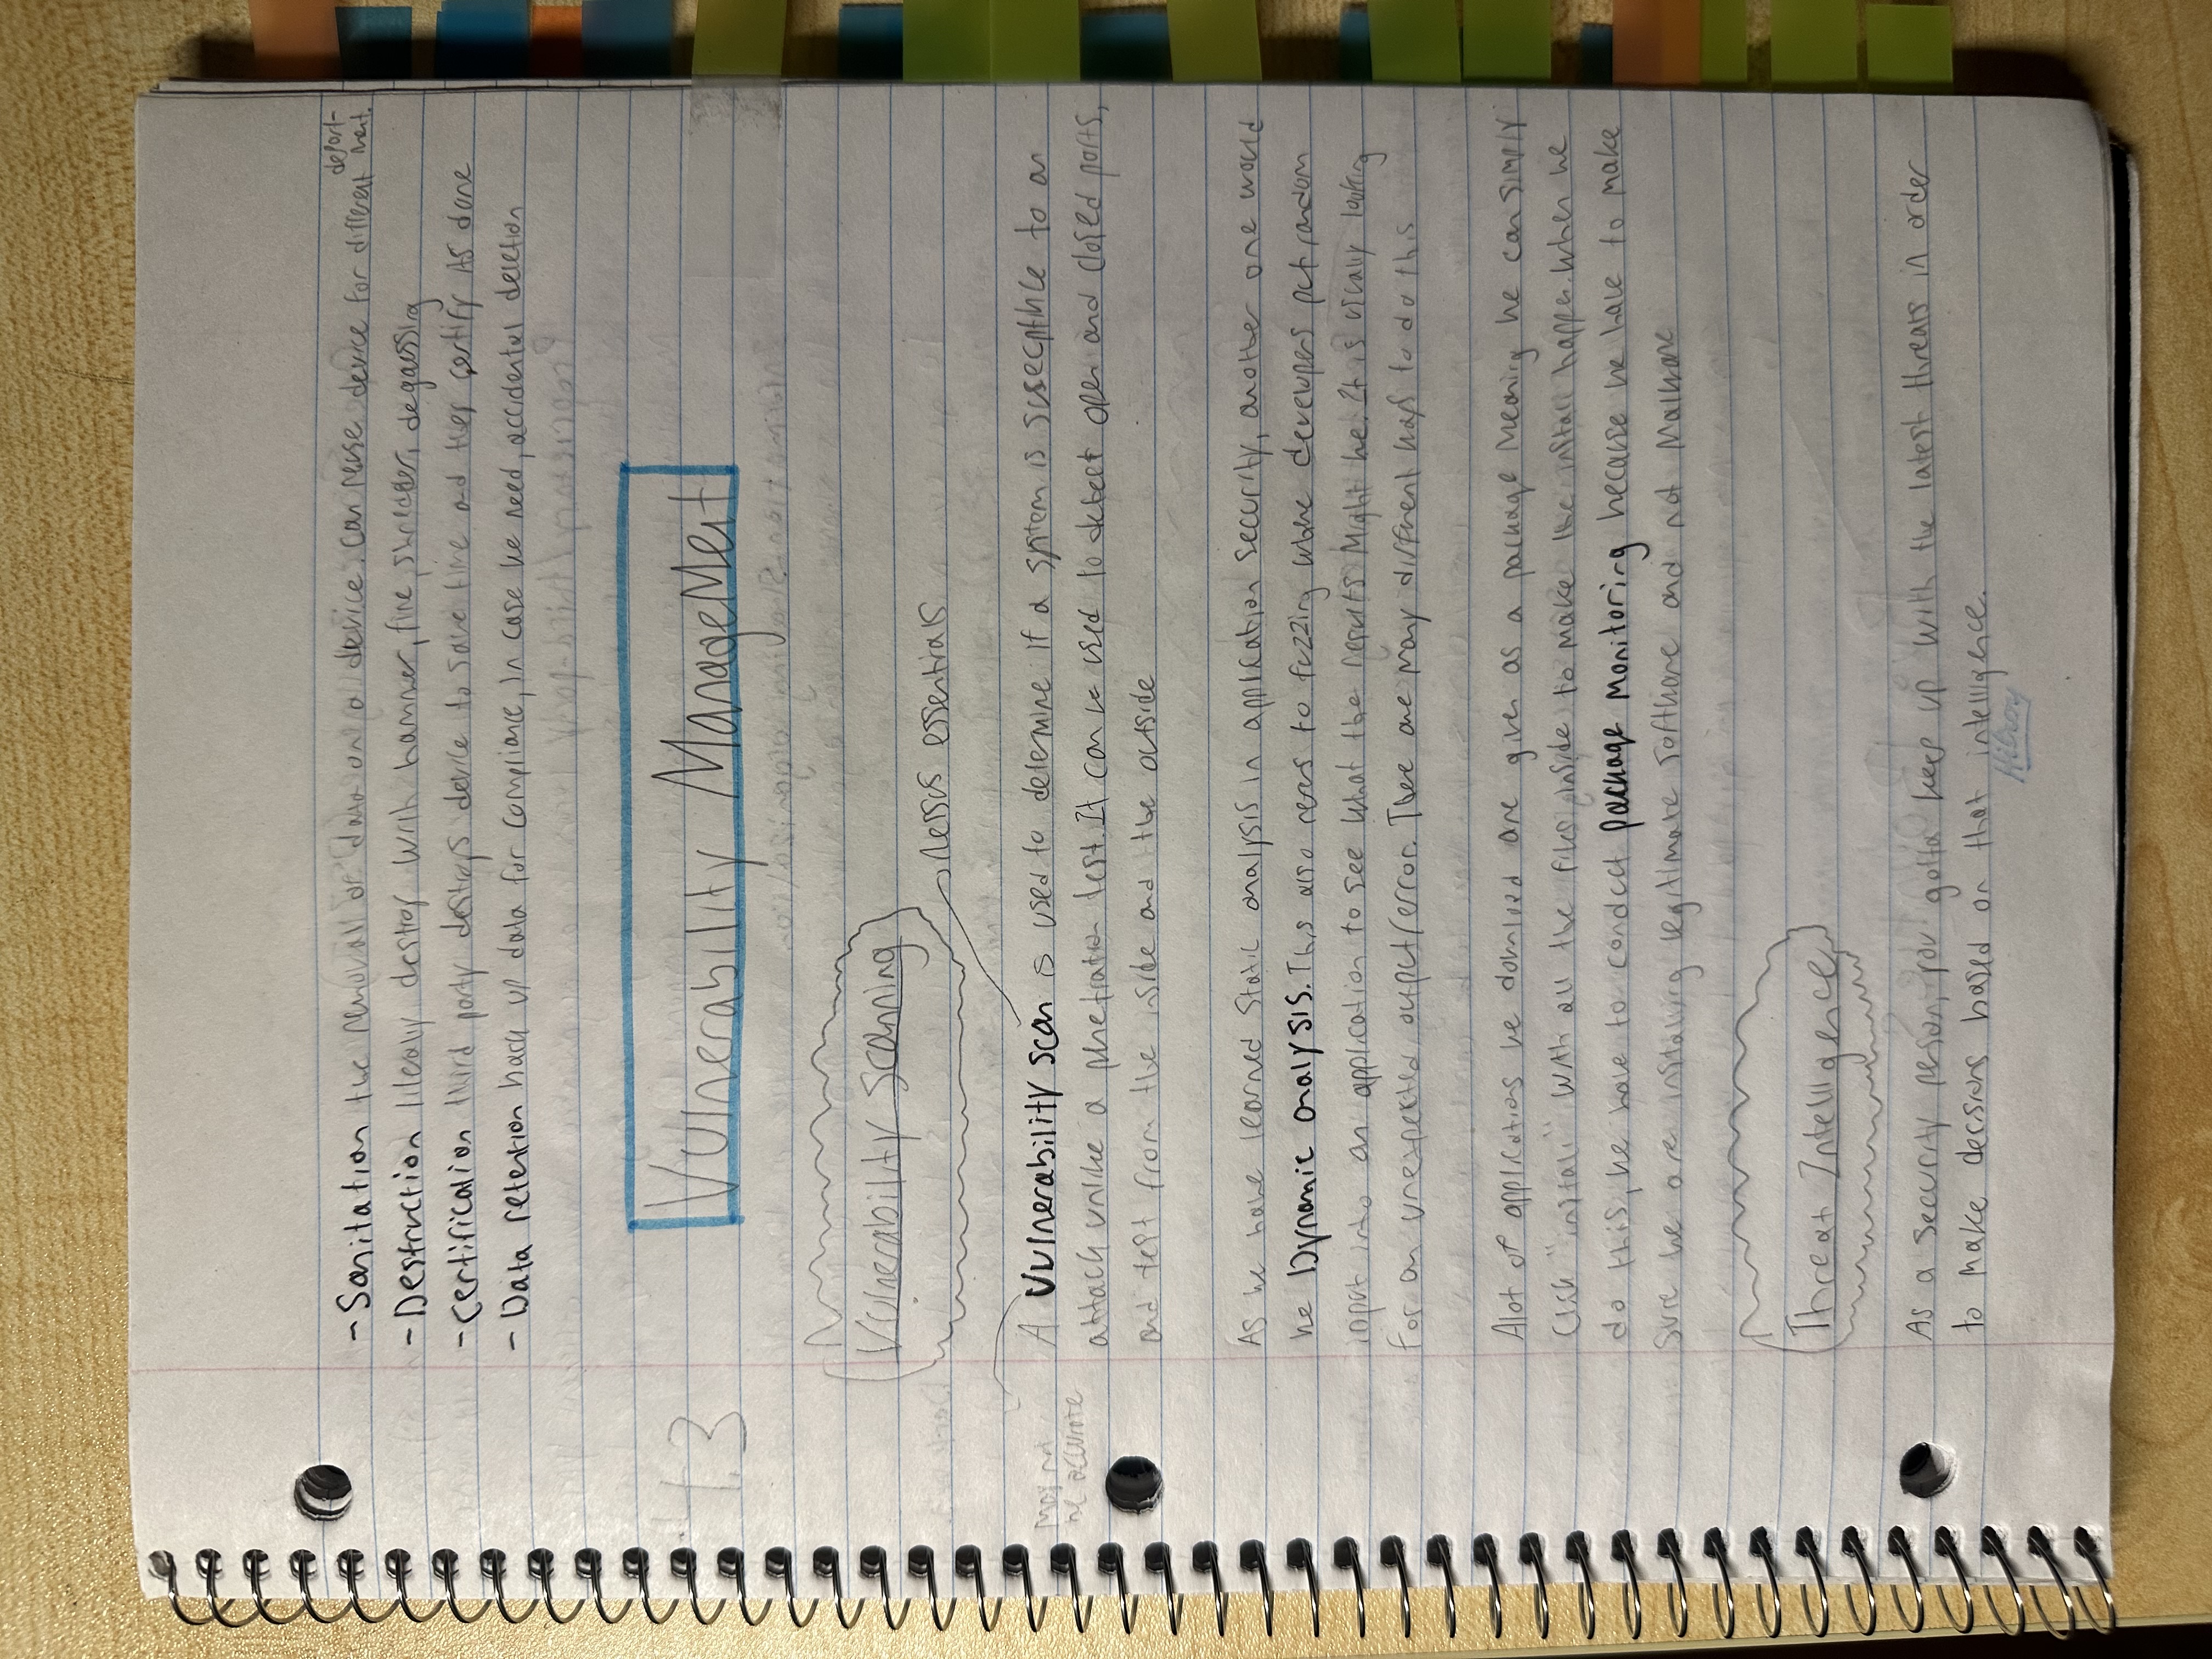 - Sanitation the removal of data on a device. can reuse device for different depart-ment.
- Destruction literally destroy with hammer, fire, shredder, degaussing
- Certification third party destroys device to save time and they certify As done
- Data retention back up data for compliance, in case we need, accidental deletion
4.3 Vulnerability Management
Vulnerability Scanning
nessus essentials
May not
be accurate
A Vulnerability scan is used to determine if a system is suseciptible to an
attack unlike a penetration test. It can be used to detect open and closed ports,
and test from the inside and the outside
As we have learned Static analysis in application security, another one would
be Dynamic analysis. This also refers to fuzzing where developers put random
input into an application to see what the results might be. It is usually looking
for an unexpected output/error. There are many different ways to do this
Alot of applications we download are given as a package Meaning we can simply
click "install" with all the files inside to make the install happen. When we
do this, we have to conduct package Monitoring because we have to make
sure we are installing legitimate software and not Malware
Threat Intelligence
As a security person, you gotta keep up with the latest threats in order
to make decisions based on that intelligence.
Hilroy